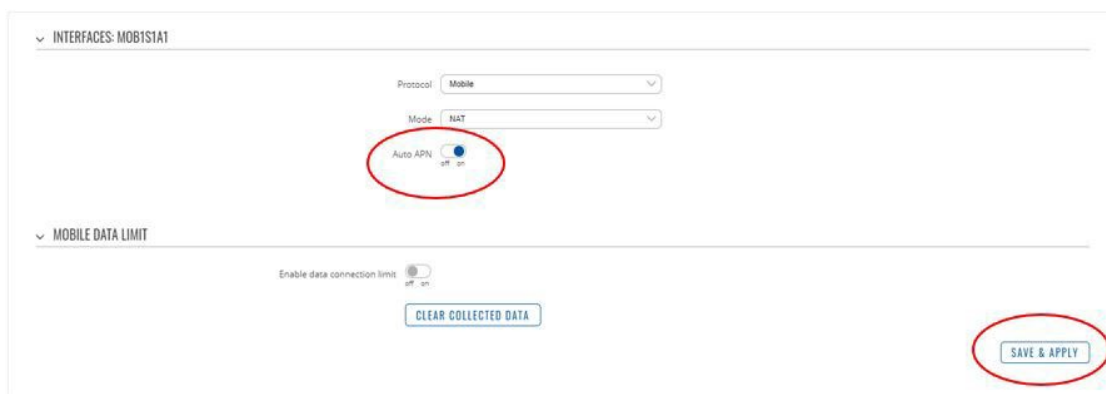 INTERFACES: MOB1S1A1
Protocol Mobile
Mode NAT
Auto APN
off on
MOBILE DATA LIMIT
Enable data connection limit
off on
CLEAR COLLECTED DATA
SAVE & APPLY